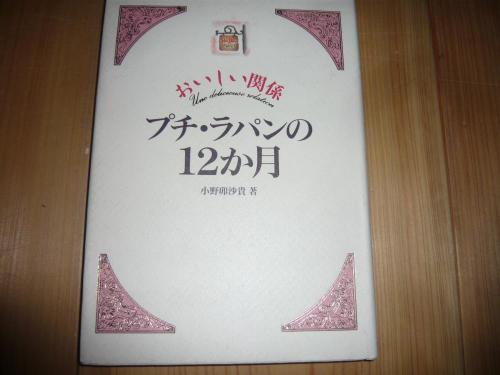 おいしい関係
Une délicieuse relation
プチ・ラパンの
12か月
小野卯沙貴 著